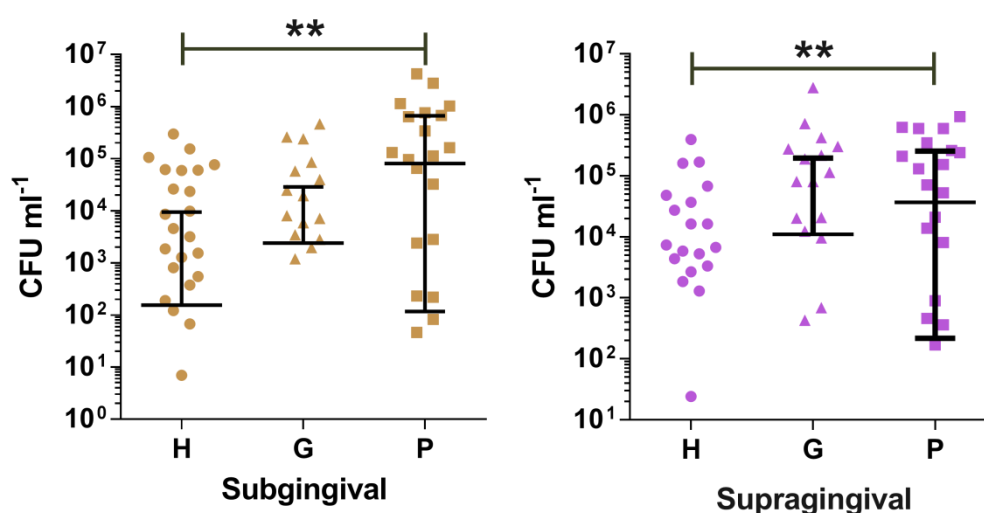 **
CFU ml⁻¹
10⁷
10⁶
10⁵
10⁴
10³
10²
10¹
10⁰
H G P
Subgingival
**
CFU ml⁻¹
10⁷
10⁶
10⁵
10⁴
10³
10²
10¹
H G P
Supragingival